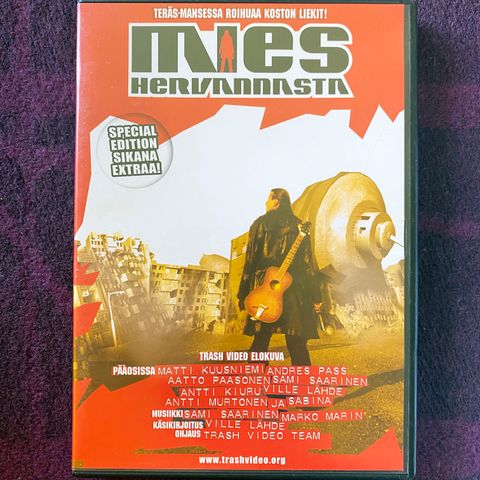 TERÄS-MANSESSA ROIHUAA KOSTON LIEKIT!
MIES
HERVANNASTA
SPECIAL
EDITION
SIKANA
EXTRAA!
TRASH VIDEO ELOKUVA
PÄÄOSISSA MATTI KUUSNIEMI ANDRES PASS
AATTO PAASONEN SAMI SAARINEN
ANTTI KIURU VILLE LÄHDE
ANTTI MURTONEN JA SABINA
MUSIIKKI SAMI SAARINEN MARKO MARIN
KÄSIKIRJOITUS VILLE LÄHDE
OHJAUS TRASH VIDEO TEAM
www.trashvideo.org